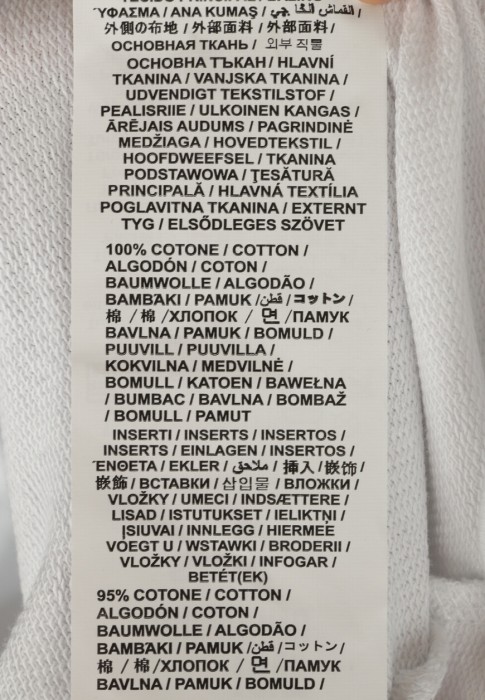 ΎΦΑΣΜΑ / ANA KUMAŞ /
外側の布地 / 外部面料 / 外部面料 /
ОСНОВНАЯ ТКАНЬ / 외부 직물
ОСНОВНА ТЪКАН / HLAVNÍ
TKANINA / VANJSKA TKANINA /
UDVENDIGT TEKSTILSTOF /
PEALISRIIE / ULKOINEN KANGAS /
ĀRĒJAIS AUDUMS / PAGRINDINĖ
MEDŽIAGA / HOVEDTEKSTIL /
HOOFDWEEFSEL / TKANINA
PODSTAWOWA / ŢESĂTURĂ
PRINCIPALĂ / HLAVNÁ TEXTÍLIA
POGLAVITNA TKANINA / EXTERNT
TYG / ELSŐDLEGES SZÖVET
100% COTONE / COTTON /
ALGODÓN / COTON /
BAUMWOLLE / ALGODÃO /
ΒΑΜΒΆΚΙ / PAMUK / قطن / コットン /
棉 / 棉 /ХЛОПОК / 면 /ПАМУК
BAVLNA / PAMUK / BOMULD /
PUUVILL / PUUVILLA /
KOKVILNA / MEDVILNĖ /
BOMULL / KATOEN / BAWEŁNA
/ BUMBAC / BAVLNA / BOMBAŽ
/ BOMULL / PAMUT
INSERTI / INSERTS / INSERTOS /
INSERTS / EINLAGEN / INSERTOS /
ΈΝΘΕΤΑ / EKLER / ملاحق / 挿入 / 嵌饰 /
嵌飾 / ВСТАВКИ / 삽입물 / ВЛОЖКИ /
VLOŽKY / UMECI / INDSÆTTERE /
LISAD / ISTUTUKSET / IELIKTŅI /
ĮSIUVAI / INNLEGG / HIERMEE
VOEGT U / WSTAWKI / BRODERII /
VLOŽKY / VLOŽKI / INFOGAR /
BETÉT(EK)
95% COTONE / COTTON /
ALGODÓN / COTON /
BAUMWOLLE / ALGODÃO /
ΒΑΜΒΆΚΙ / PAMUK / قطن / コットン /
棉 / 棉 /ХЛОПОК / 면 /ПАМУК
BAVLNA / PAMUK / BOMULD /